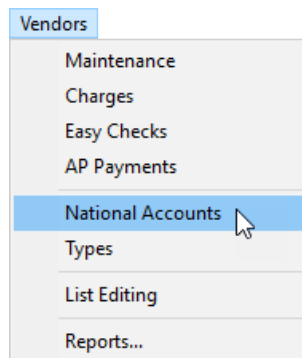 Vendors
Maintenance
Charges
Easy Checks
AP Payments
National Accounts
Types
List Editing
Reports...